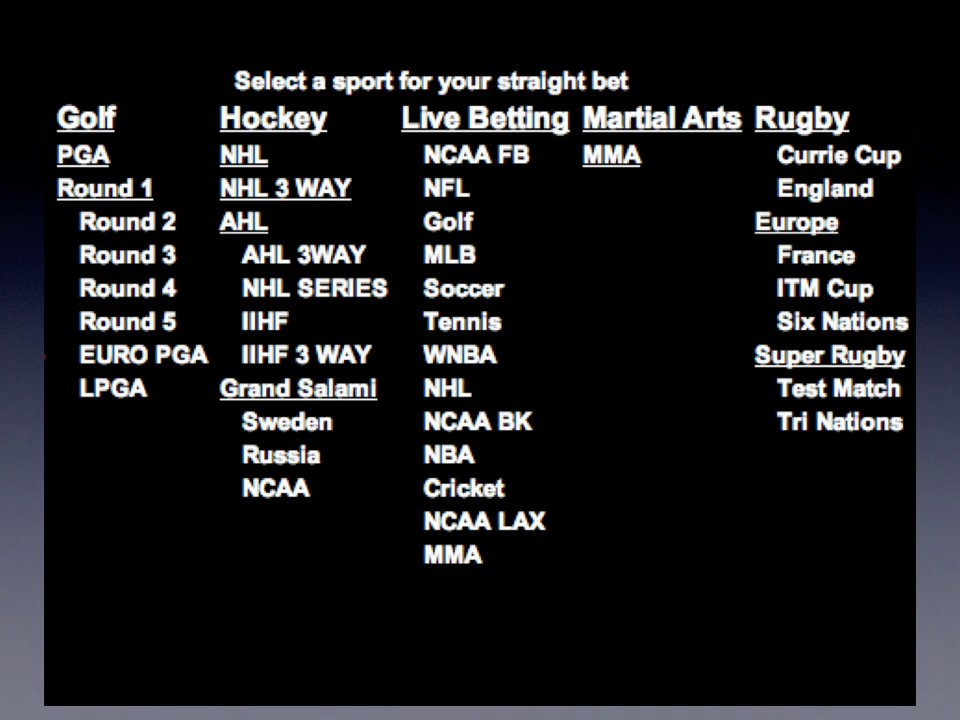 Select a sport for your straight bet
Golf
PGA
Round 1
Round 2
Round 3
Round 4
Round 5
EURO PGA
LPGA
Hockey
NHL
NHL 3 WAY
AHL
AHL 3WAY
NHL SERIES
IIHF
IIHF 3 WAY
Grand Salami
Sweden
Russia
NCAA
Live Betting
NCAA FB
NFL
Golf
MLB
Soccer
Tennis
WNBA
NHL
NCAA BK
NBA
Cricket
NCAA LAX
MMA
Martial Arts
MMA
Rugby
Currie Cup
England
Europe
France
ITM Cup
Six Nations
Super Rugby
Test Match
Tri Nations